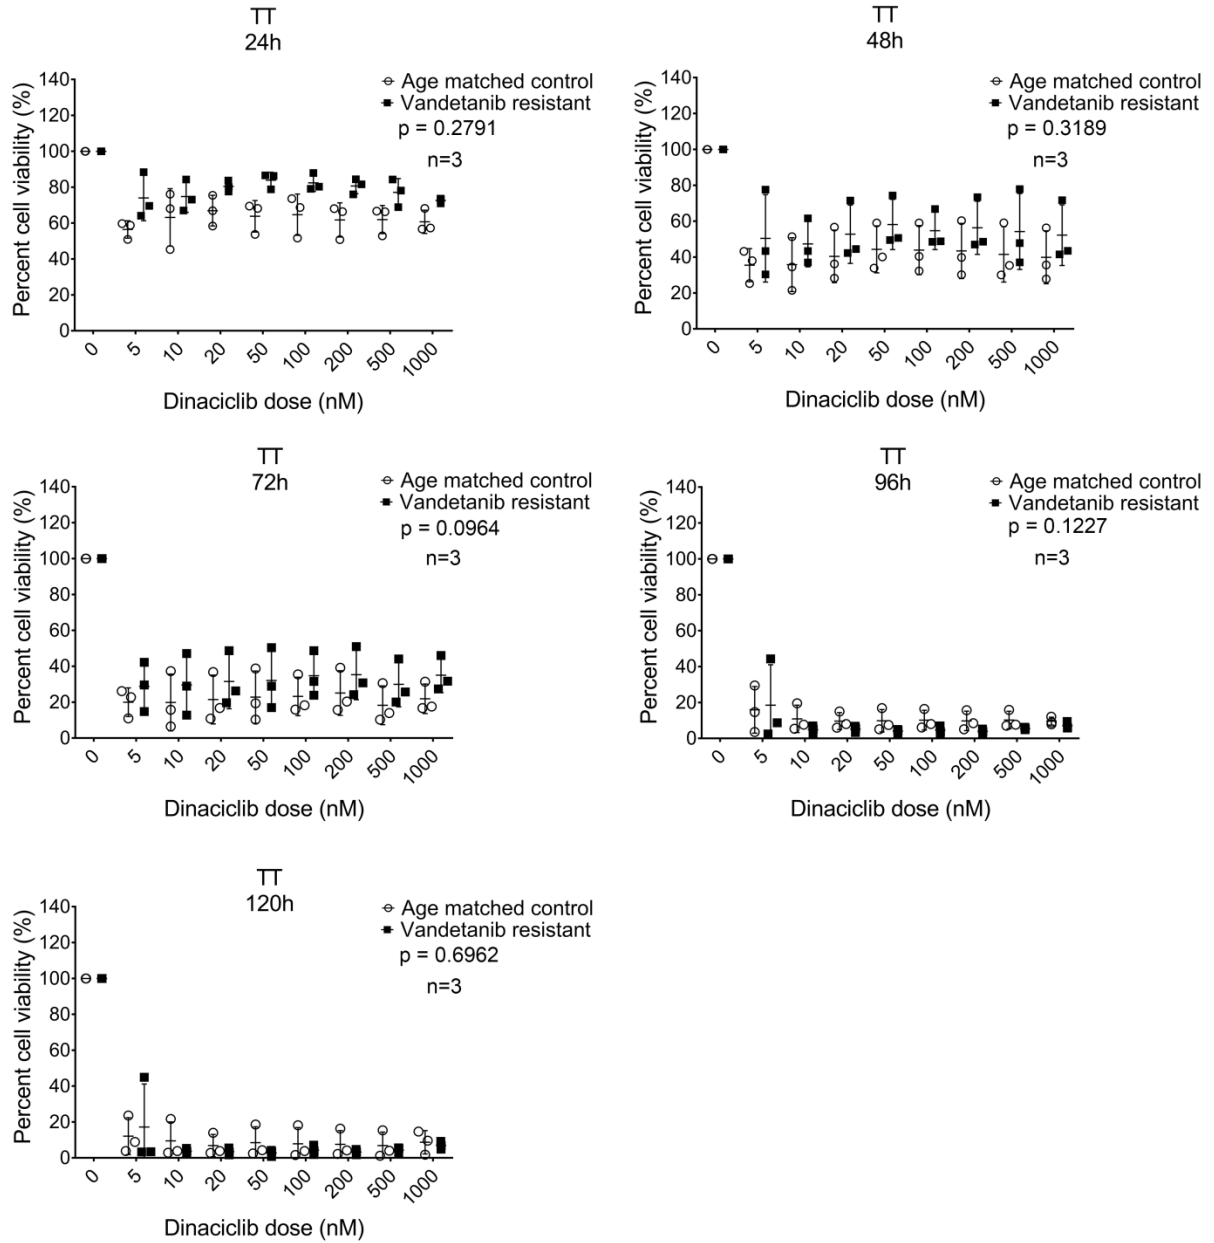 TT
24h
Age matched control
Vandetanib resistant
p = 0.2791
n=3
Percent cell viability (%)
140
120
100
80
60
40
20
0
0 5 10 20 50 100 200 500 1000
Dinaciclib dose (nM)
TT
48h
Age matched control
Vandetanib resistant
p = 0.3189
n=3
Percent cell viability (%)
140
120
100
80
60
40
20
0
0 5 10 20 50 100 200 500 1000
Dinaciclib dose (nM)
TT
72h
Age matched control
Vandetanib resistant
p = 0.0964
n=3
Percent cell viability (%)
140
120
100
80
60
40
20
0
0 5 10 20 50 100 200 500 1000
Dinaciclib dose (nM)
TT
96h
Age matched control
Vandetanib resistant
p = 0.1227
n=3
Percent cell viability (%)
140
120
100
80
60
40
20
0
0 5 10 20 50 100 200 500 1000
Dinaciclib dose (nM)
TT
120h
Age matched control
Vandetanib resistant
p = 0.6962
n=3
Percent cell viability (%)
140
120
100
80
60
40
20
0
0 5 10 20 50 100 200 500 1000
Dinaciclib dose (nM)